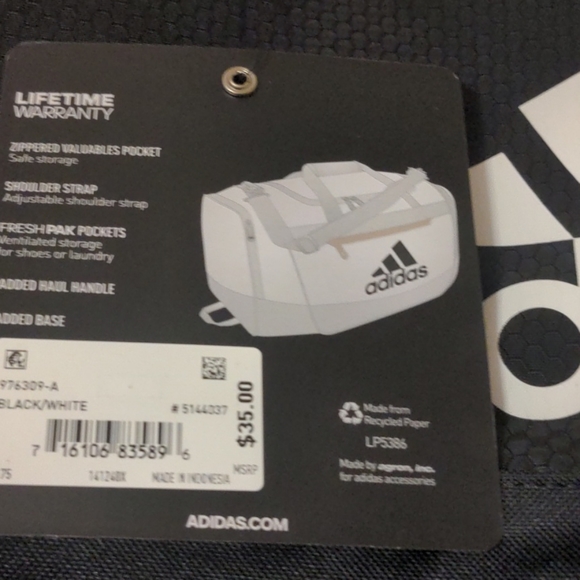 LIFETIME
WARRANTY
ZIPPERED VALUABLES POCKET
Safe storage
SHOULDER STRAP
Adjustable shoulder strap
FRESHPAK POCKETS
Ventilated storage
for shoes or laundry
ADDED HAUL HANDLE
ADDED BASE
adidas
976309-A
BLACK/WHITE
# 5144037
7 16106 83589 6
$35.00
MSRP
75
141240X
MADE IN INDONESIA
Made from
Recycled Paper
LP5386
Made by agron, inc.
for adidas accessories
ADIDAS.COM